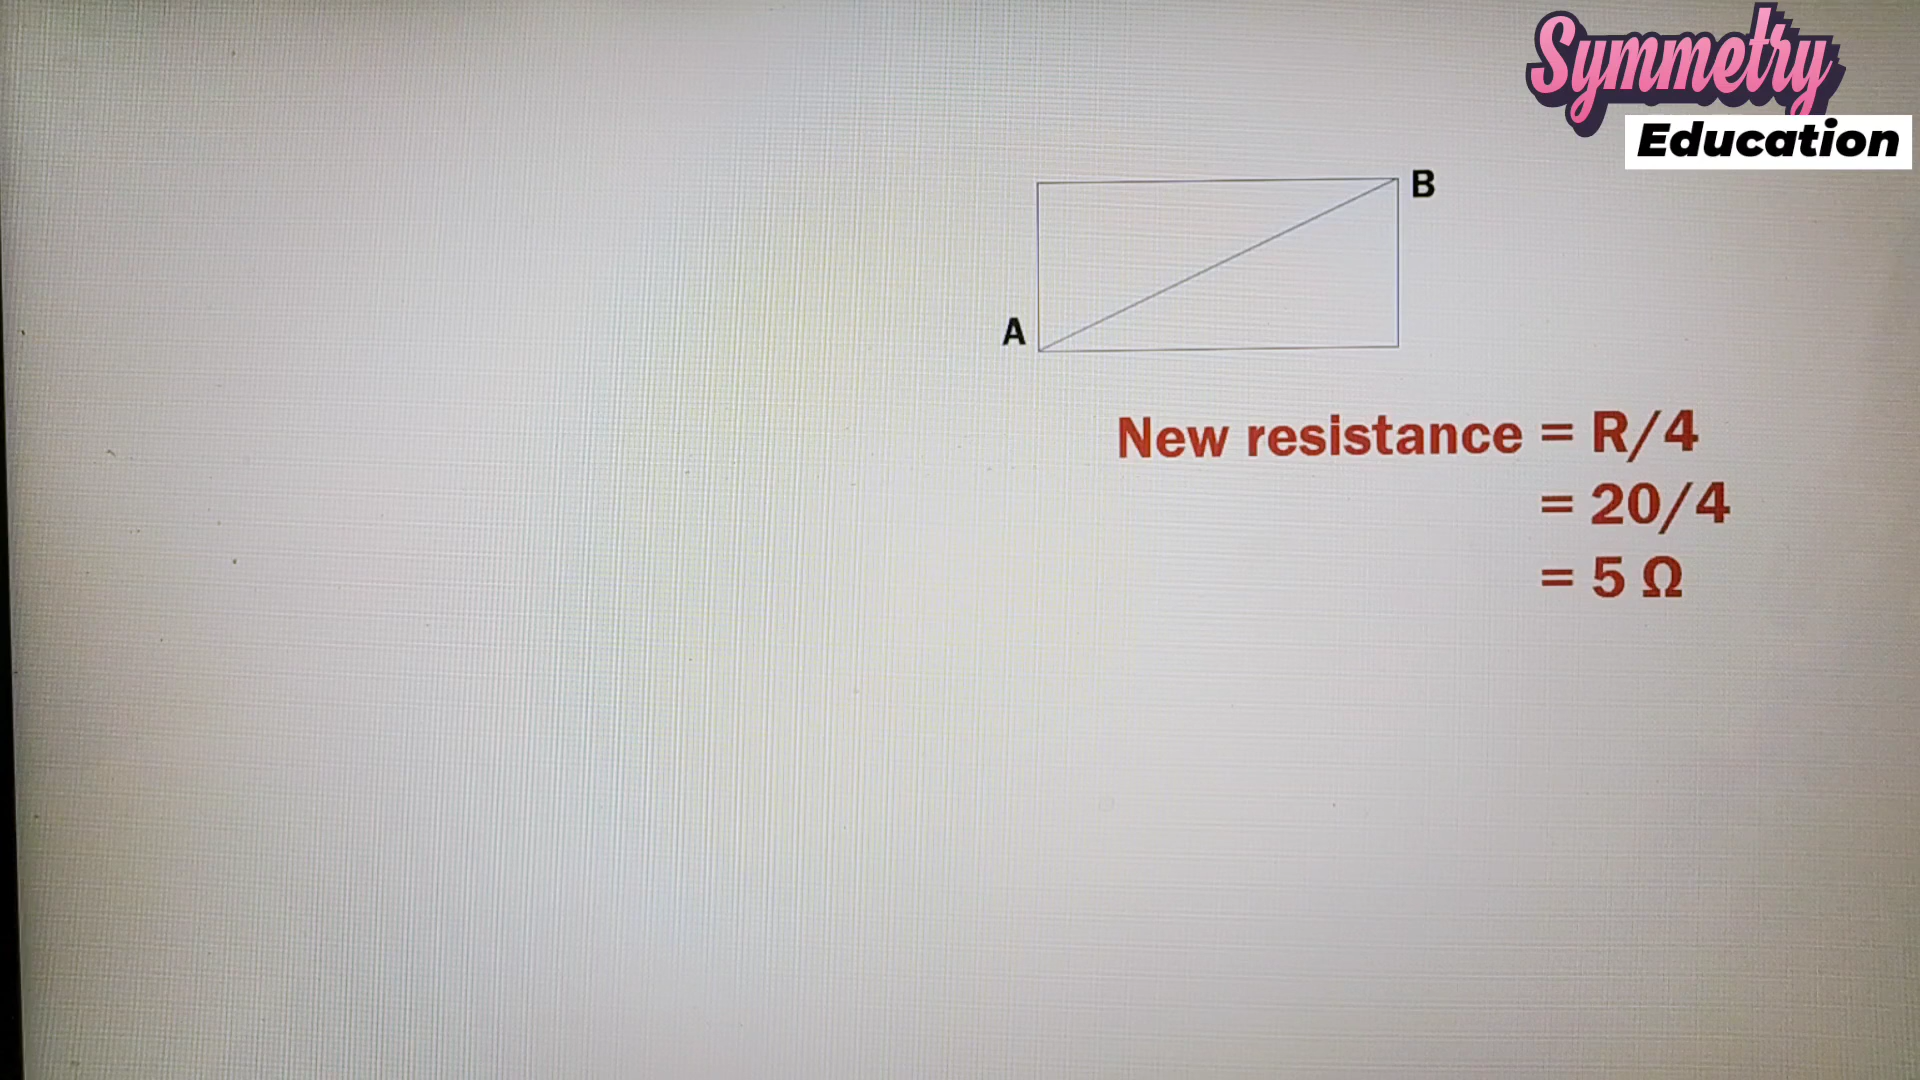 Symmetry
Education
B
A
New resistance = R/4
= 20/4
= 5 Ω